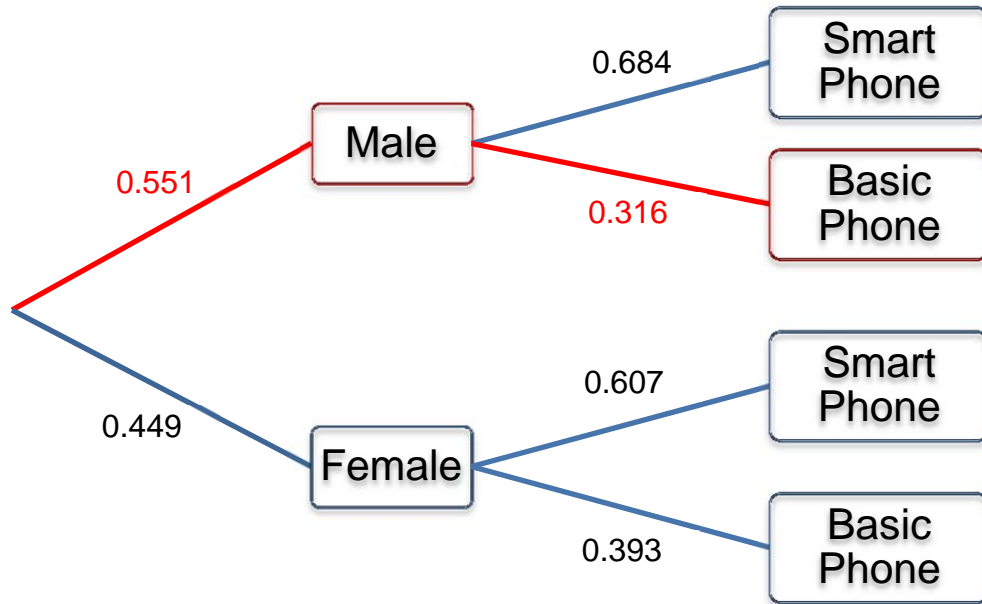 Smart
Phone
0.684
Male
0.551
Basic
Phone
0.316
Smart
Phone
0.607
0.449
Female
Basic
Phone
0.393